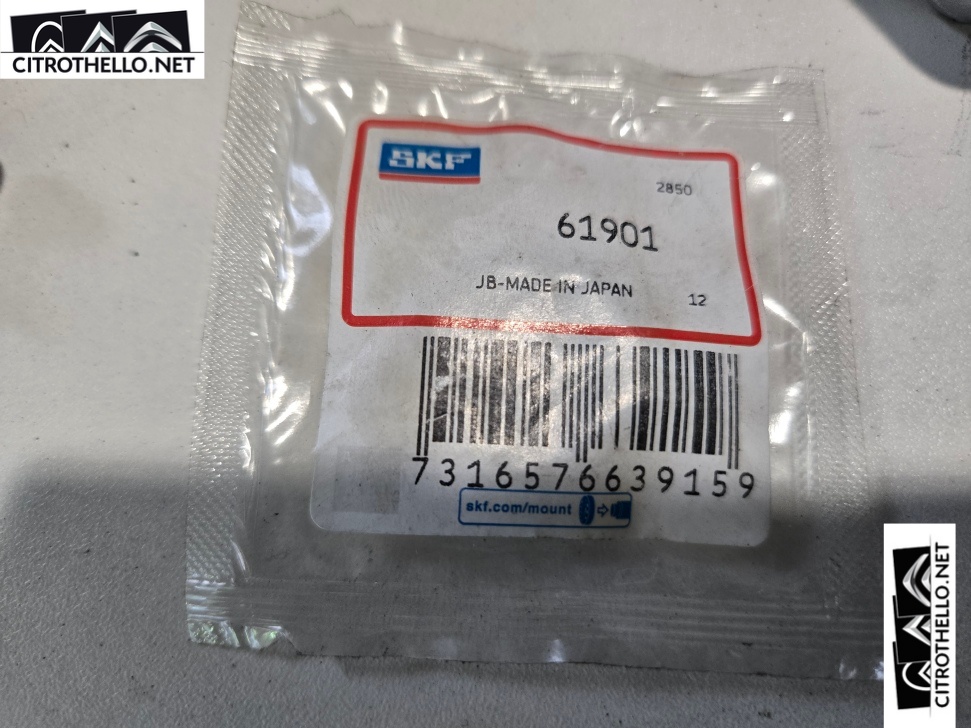 CITROTHELLO.NET
SKF
2850
61901
JB-MADE IN JAPAN
12
7316576639159
skf.com/mount
CITROTHELLO.NET